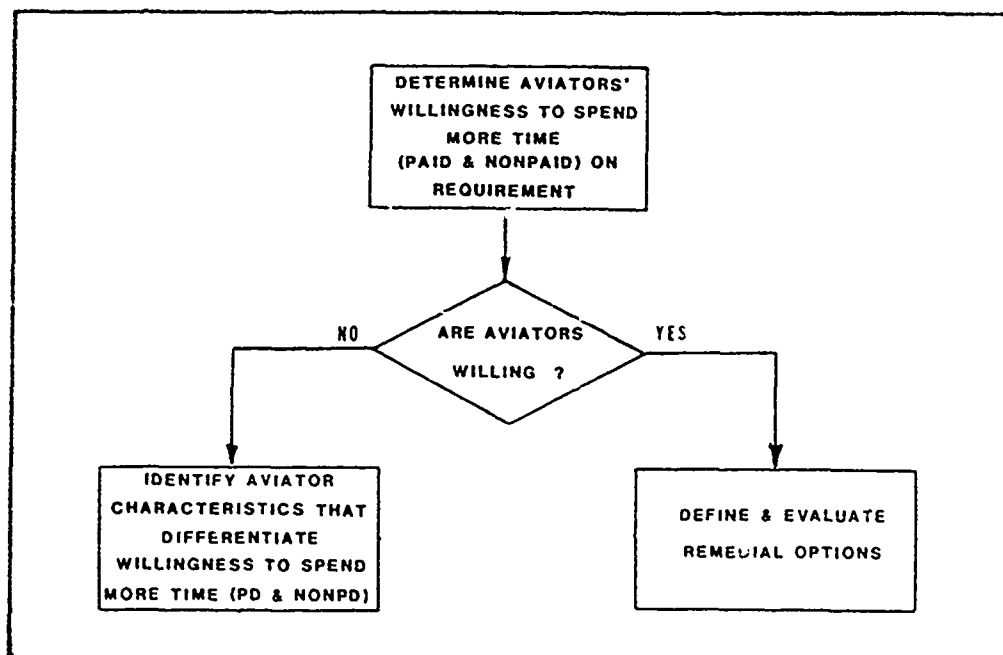 DETERMINE AVIATORS'
WILLINGNESS TO SPEND
MORE TIME
(PAID & NONPAID) ON
REQUIREMENT
NO
ARE AVIATORS
YES
WILLING ?
IDENTIFY AVIATOR
CHARACTERISTICS THAT
DIFFERENTIATE
WILLINGNESS TO SPEND
MORE TIME (PD & NONPD)
DEFINE & EVALUATE
REMEDIAL OPTIONS